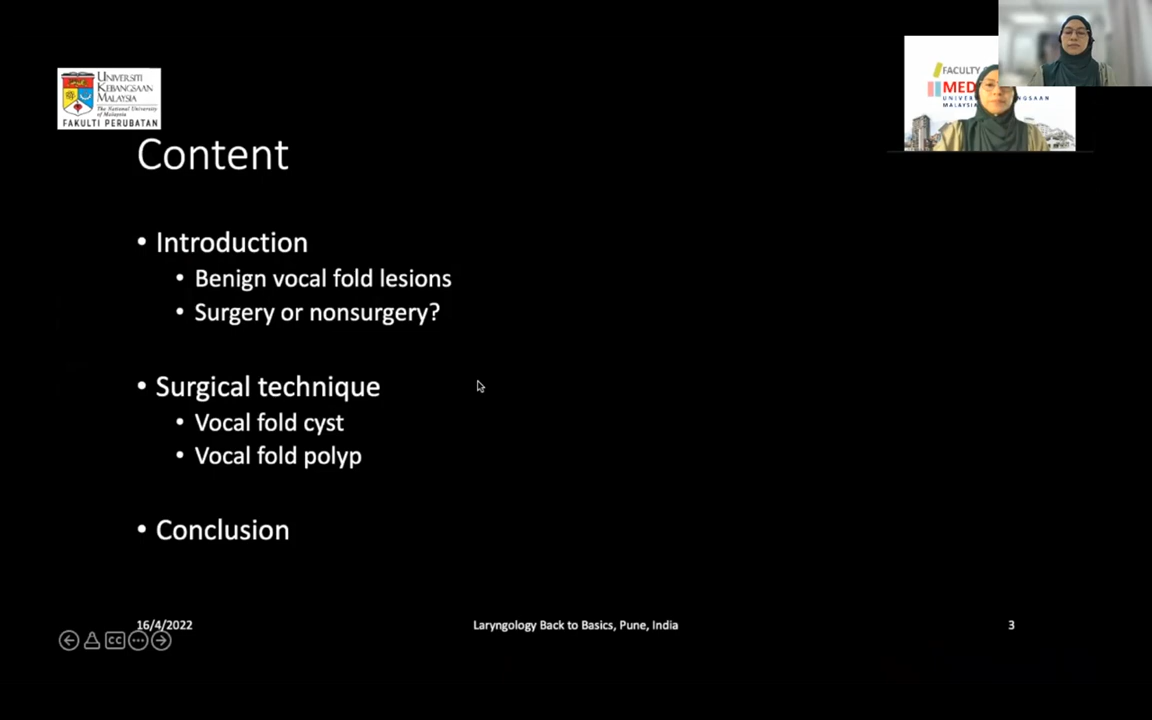 UNIVERSITI
KEBANGSAAN
MALAYSIA
The National University
of Malaysia
FAKULTI PERUBATAN
FACULTY
MED
MALAYSIA
Content
• Introduction
• Benign vocal fold lesions
• Surgery or nonsurgery?
• Surgical technique
• Vocal fold cyst
• Vocal fold polyp
• Conclusion
16/4/2022
Laryngology Back to Basics, Pune, India
3
CC